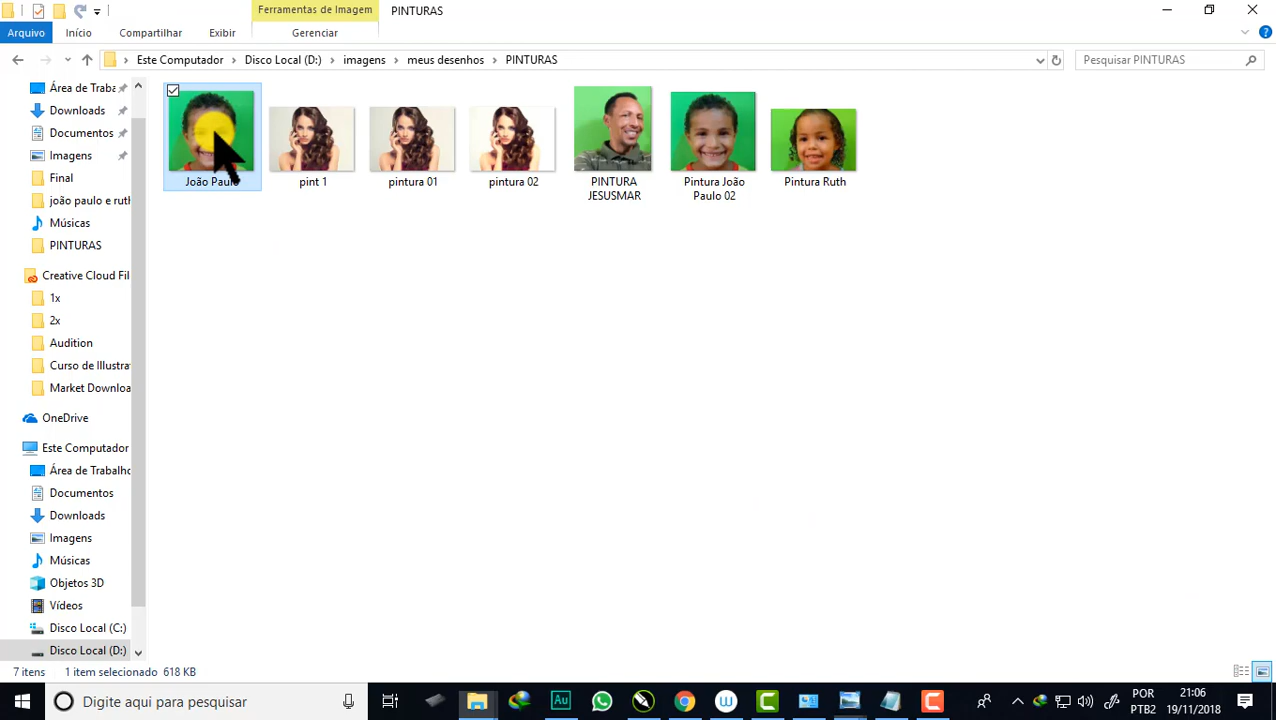 Ferramentas de Imagem
PINTURAS
Arquivo
Início
Compartilhar
Exibir
Gerenciar
Este Computador
Disco Local (D:)
imagens
meus desenhos
PINTURAS
Pesquisar PINTURAS
Área de Traba
Downloads
Documentos
Imagens
Final
joão paulo e ruth
Músicas
PINTURAS
Creative Cloud Fil
1x
2x
Audition
Curso de Illustra
Market Downloa
OneDrive
Este Computador
Área de Trabalho
Documentos
Downloads
Imagens
Músicas
Objetos 3D
Vídeos
Disco Local (C:)
Disco Local (D:)
João Paulo
pint 1
pintura 01
pintura 02
PINTURA
JESUSMAR
Pintura João
Paulo 02
Pintura Ruth
7 itens
1 item selecionado 618 KB
Digite aqui para pesquisar
Au
W
C
C
POR
PTB2
21:06
19/11/2018